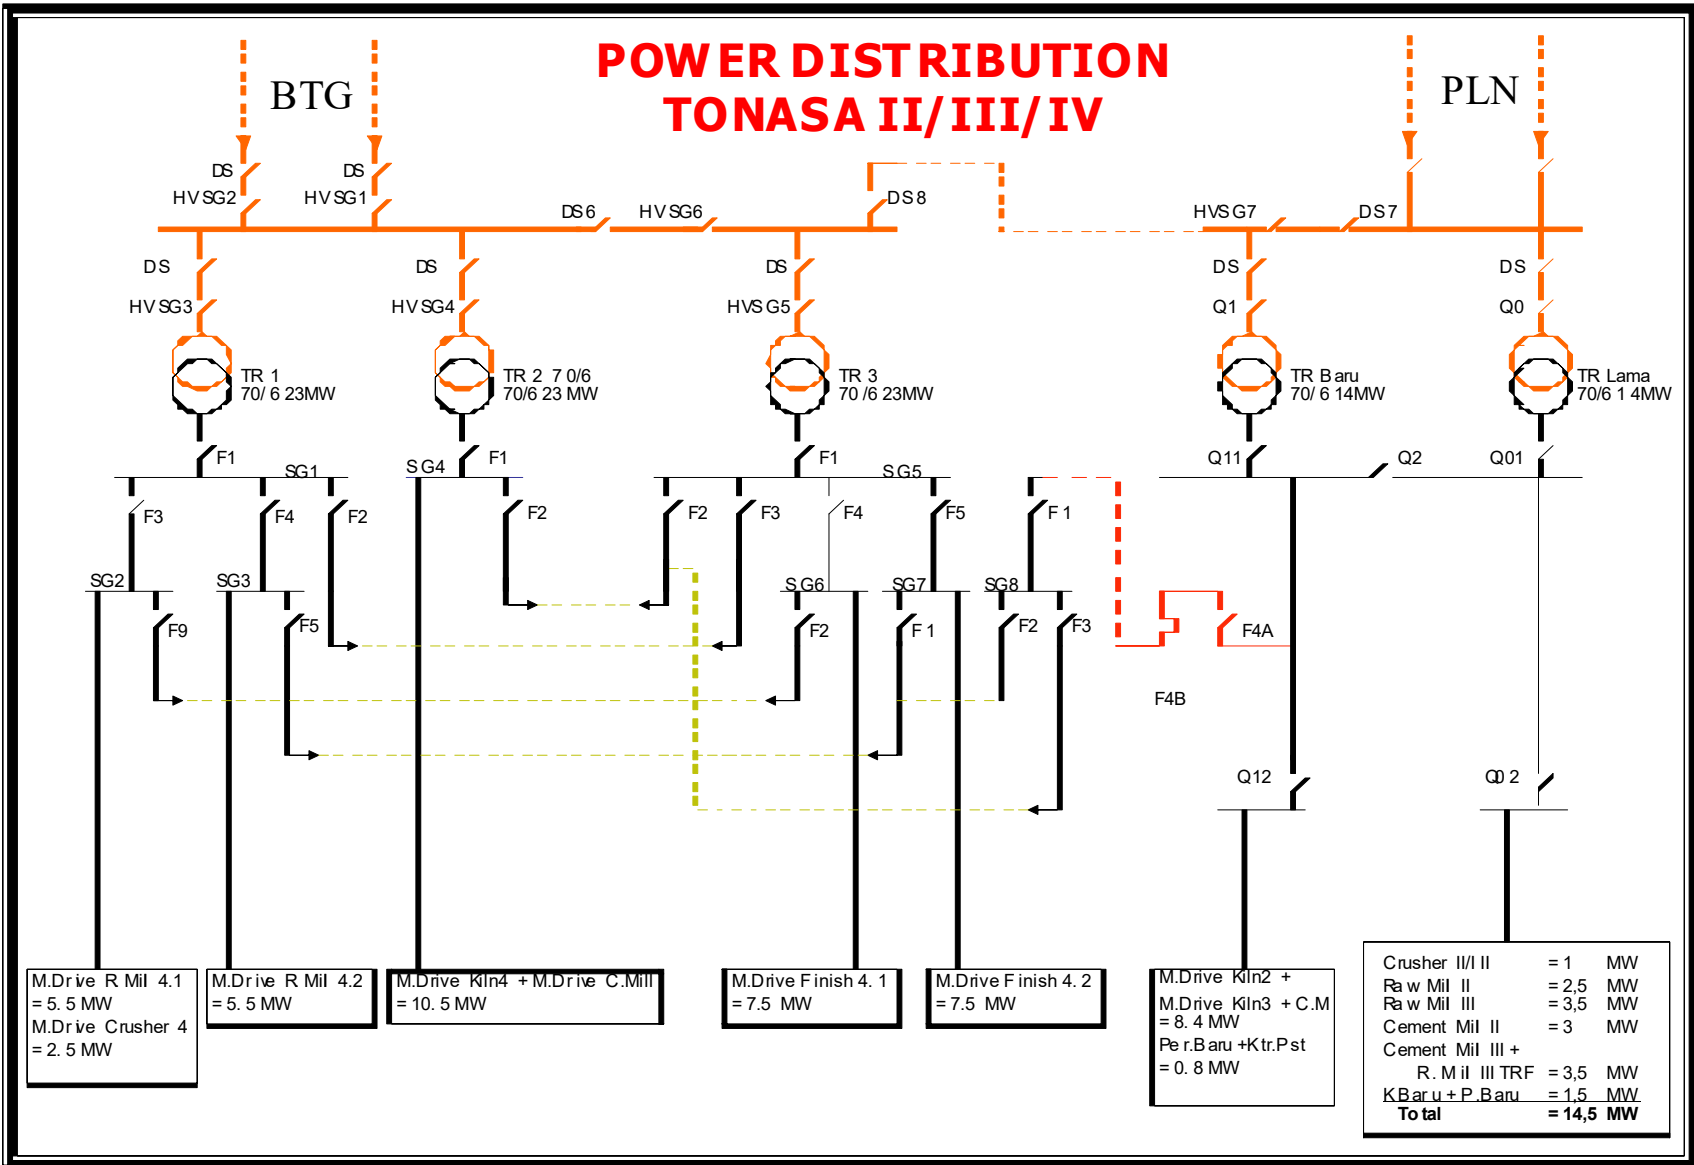 POWER DISTRIBUTION
TONASA II/III/IV
BTG
PLN
DS
DS
HVSG2
HVSG1
DS6
HVSG6
DS8
HVSG7
DS7
DS
DS
DS
DS
DS
HVSG3
HVSG4
HVSG5
Q1
Q0
TR 1
70/6 23MW
TR 2 70/6
70/6 23 MW
TR 3
70/6 23MW
TR Baru
70/6 14MW
TR Lama
70/6 14MW
F1
SG1
SG4
F1
F1
SG5
Q11
Q2
Q01
F3
F4
F2
F2
F2
F3
F4
F5
F1
SG2
SG3
SG6
SG7
SG8
F9
F5
F2
F1
F2
F3
F4A
F4B
Q12
Q02
M.Drive R Mil 4.1
= 5.5 MW
M.Drive Crusher 4
= 2.5 MW
M.Drive R Mil 4.2
= 5.5 MW
M.Drive Kiln4 + M.Drive C.Mill
= 10.5 MW
M.Drive Finish 4.1
= 7.5 MW
M.Drive Finish 4.2
= 7.5 MW
M.Drive Kiln2 +
M.Drive Kiln3 + C.M
= 8.4 MW
Per.Baru +Ktr.Pst
= 0.8 MW
Crusher II/III = 1 MW
Raw Mil II = 2,5 MW
Raw Mil III = 3,5 MW
Cement Mil II = 3 MW
Cement Mil III +
R. Mil III TRF = 3,5 MW
K Baru + P.Baru = 1,5 MW
Total = 14,5 MW